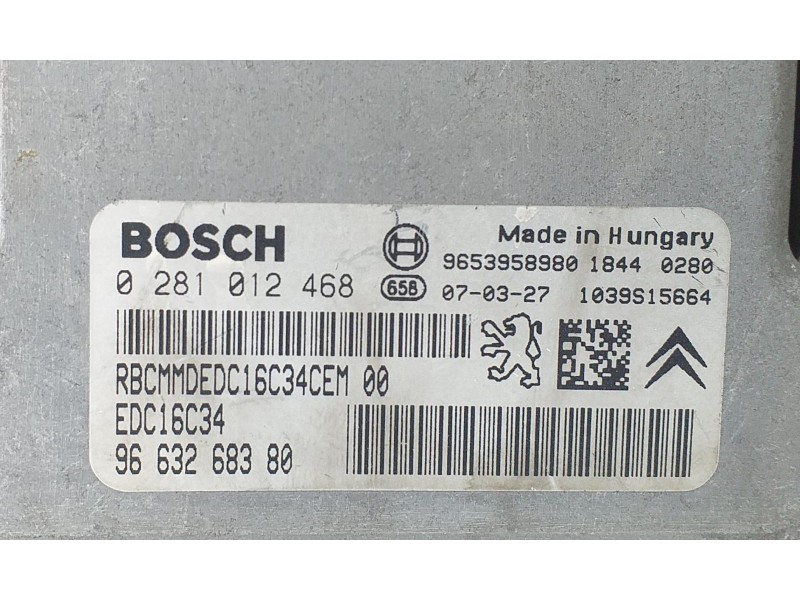 BOSCH
Made in Hungary
9653958980 1844 0280
0 281 012 468
658
07-03-27 1039S15664
RBCMMDEDC16C34CEM 00
EDC16C34
96 632 683 80